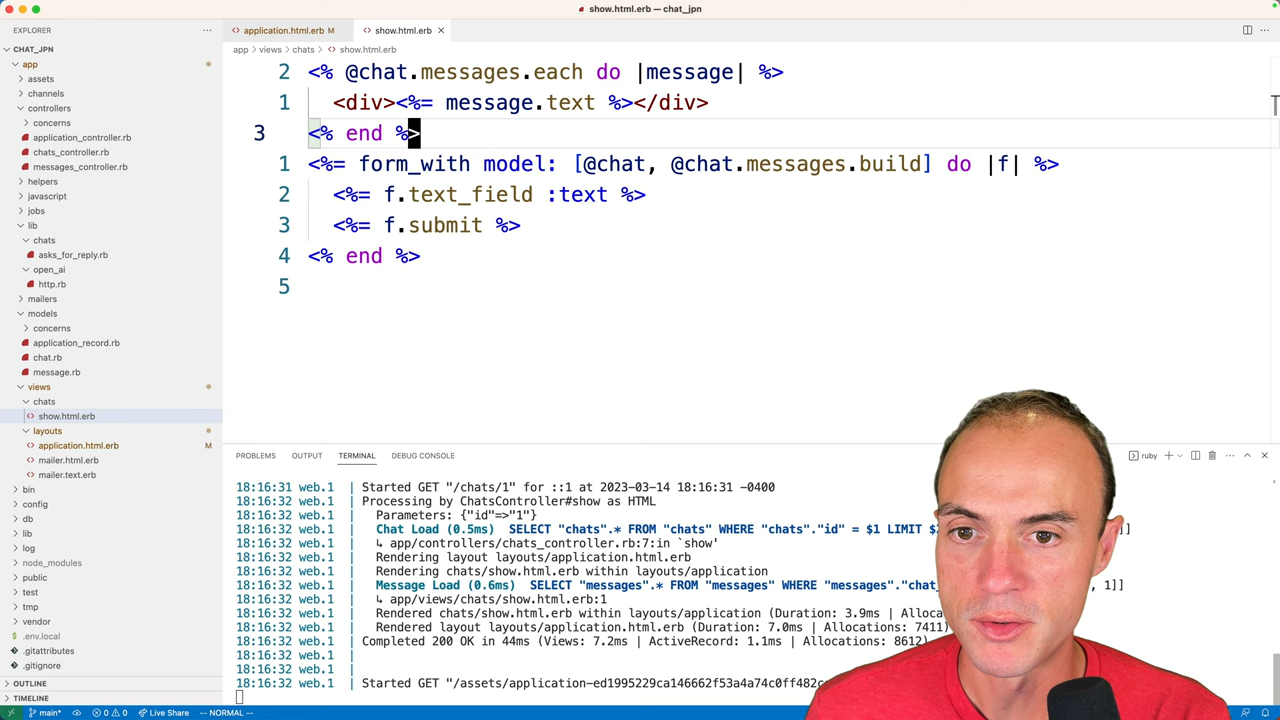 show.html.erb — chat_jpn
EXPLORER
application.html.erb M
show.html.erb
CHAT_JPN
app > views > chats > show.html.erb
app
assets
channels
controllers
concerns
application_controller.rb
chats_controller.rb
messages_controller.rb
helpers
javascript
jobs
lib
chats
asks_for_reply.rb
open_ai
http.rb
mailers
models
concerns
application_record.rb
chat.rb
message.rb
views
chats
show.html.erb
layouts
application.html.erb M
mailer.html.erb
mailer.text.erb
bin
config
db
lib
log
node_modules
public
test
tmp
vendor
.env.local
.gitattributes
.gitignore
OUTLINE
TIMELINE
2 <% @chat.messages.each do |message| %>
1 <div><%= message.text %></div>
3 <% end %>
1 <%= form_with model: [@chat, @chat.messages.build] do |f| %>
2 <%= f.text_field :text %>
3 <%= f.submit %>
4 <% end %>
5
PROBLEMS OUTPUT TERMINAL DEBUG CONSOLE
ruby
18:16:31 web.1 | Started GET "/chats/1" for ::1 at 2023-03-14 18:16:31 -0400
18:16:32 web.1 | Processing by ChatsController#show as HTML
18:16:32 web.1 | Parameters: {"id"=>"1"}
18:16:32 web.1 | Chat Load (0.5ms) SELECT "chats".* FROM "chats" WHERE "chats"."id" = $1 LIMIT ]]
18:16:32 web.1 | ↳ app/controllers/chats_controller.rb:7:in `show'
18:16:32 web.1 | Rendering layout layouts/application.html.erb
18:16:32 web.1 | Rendering chats/show.html.erb within layouts/application
18:16:32 web.1 | Message Load (0.6ms) SELECT "messages".* FROM "messages" WHERE "messages"."chat_ , 1]]
18:16:32 web.1 | ↳ app/views/chats/show.html.erb:1
18:16:32 web.1 | Rendered chats/show.html.erb within layouts/application (Duration: 3.9ms | Alloca
18:16:32 web.1 | Rendered layout layouts/application.html.erb (Duration: 7.0ms | Allocations: 7411)
18:16:32 web.1 | Completed 200 OK in 44ms (Views: 7.2ms | ActiveRecord: 1.1ms | Allocations: 8612)
18:16:32 web.1 |
18:16:32 web.1 |
18:16:32 web.1 | Started GET "/assets/application-ed1995229ca146662f53a4a74c0ff482c
main* 0 0 Live Share -- NORMAL --